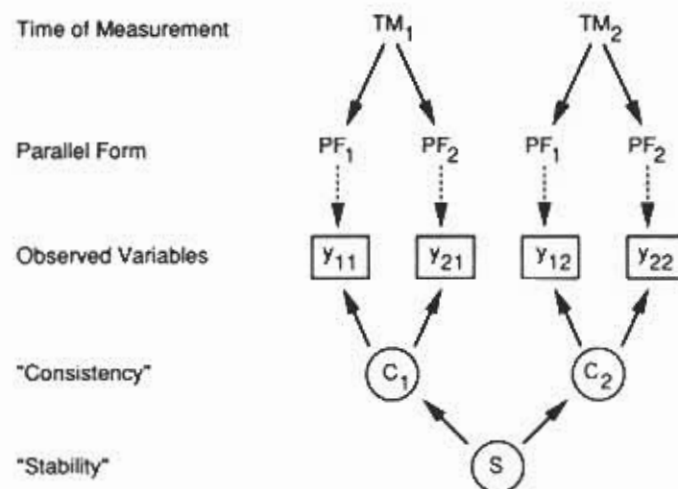 Time of Measurement TM₁ TM₂
Parallel Form PF₁ PF₂ PF₁ PF₂
Observed Variables y₁₁ y₂₁ y₁₂ y₂₂
"Consistency" C₁ C₂
"Stability" S